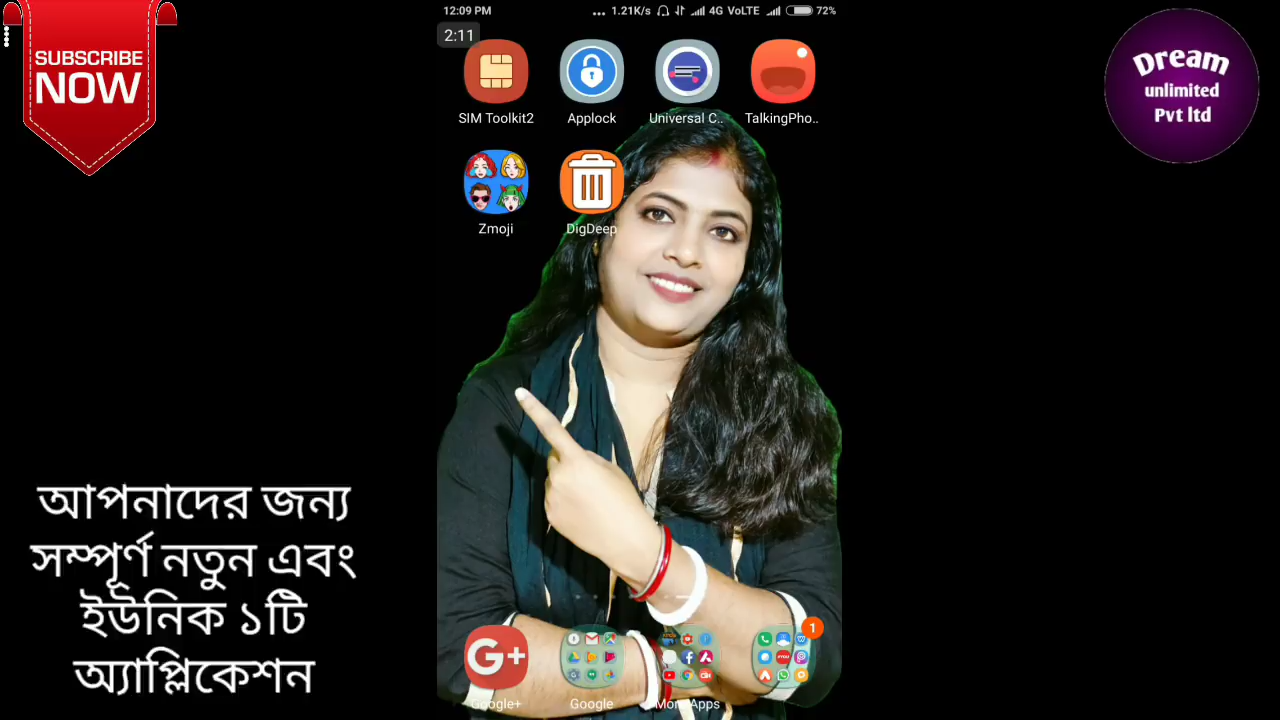 12:09 PM
... 1.21K/s 4G VoLTE 72%
2:11
SUBSCRIBE
NOW
Dream
unlimited
Pvt ltd
SIM Toolkit2 Applock Universal C.. TalkingPho..
Zmoji DigDeep
আপনাদের জন্য
সম্পূর্ণ নতুন এবং
ইউনিক ১টি
অ্যাপ্লিকেশন
1
G+
Google+ Google More Apps